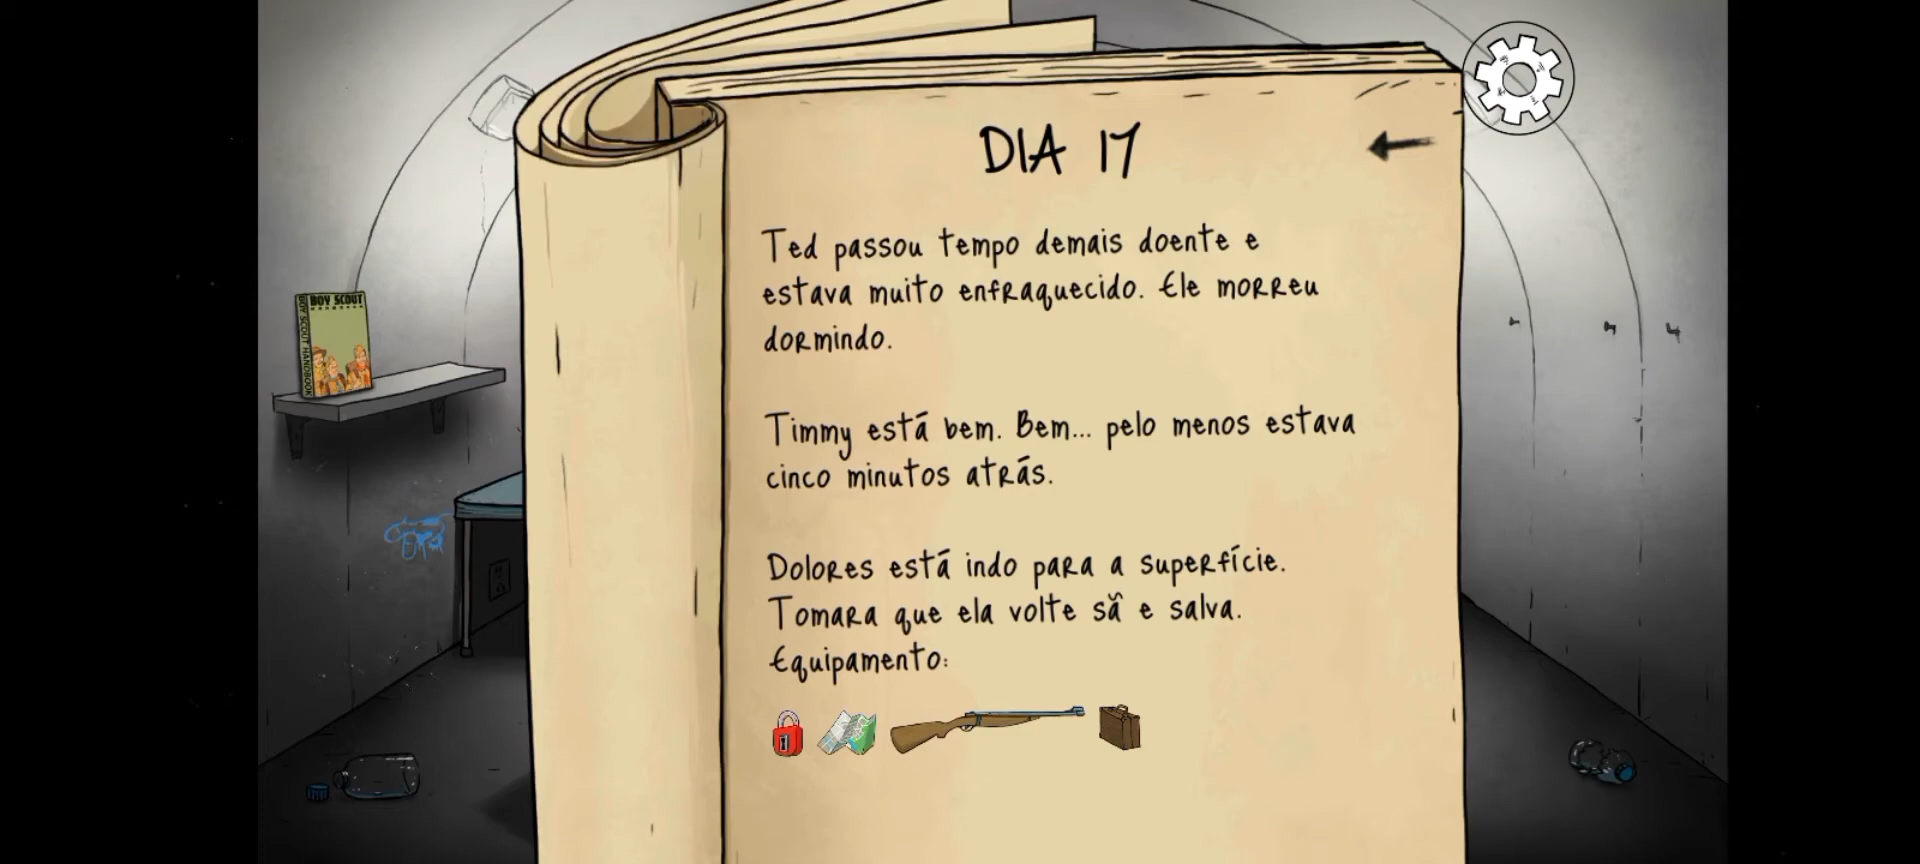 BOY SCOUT
HANDBOOK
BOY SCOUT HANDBOOK
DIA 17
Ted passou tempo demais doente e
estava muito enfraquecido. Ele morreu
dormindo.
Timmy está bem. Bem... pelo menos estava
cinco minutos atrás.
Dolores está indo para a superfície.
Tomara que ela volte sã e salva.
Equipamento: